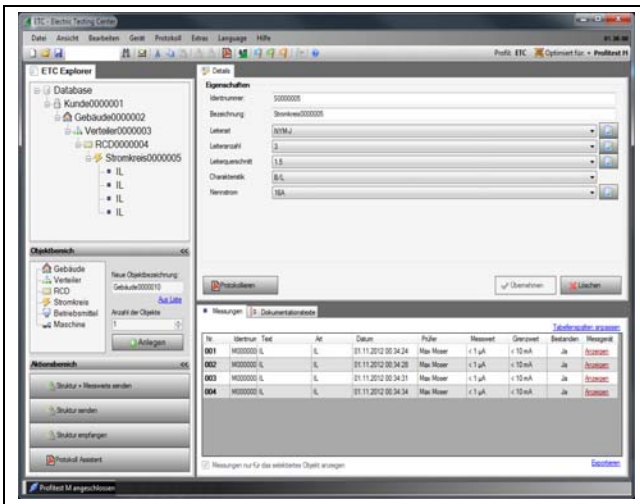 ETC - Electric Testing Center
Datei Ansicht Bearbeiten Gerät Protokoll Extras Language Hilfe
Profil: ETC Optimiert für: Profitest M
ETC Explorer
Database
Kunde0000001
Gebäude0000002
Verteiler0000003
RCD0000004
Stromkreis0000005
IL
IL
IL
IL
Objektbereich
Gebäude
Verteiler
RCD
Stromkreis
Betriebsmittel
Maschine
Neue Objektbezeichnung:
Gebäude0000010
Aus Liste
Anzahl der Objekte
1
Anlegen
Aktionsbereich
Struktur + Messwerte senden
Struktur senden
Struktur empfangen
Protokoll Assistent
Details
Eigenschaften
Identnummer: S0000005
Bezeichnung: Stromkreis0000005
Leiterart NYM-J
Leiteranzahl 3
Leiterquerschnitt 1.5
Charakteristik B/L
Nennstrom 16A
Protokollieren Übernehmen Löschen
Messungen Dokumentationstexte
Tabellenspalten anpassen
Nr. Identnun Text Art Datum Prüfer Messwert Grenzwert Bestanden Messgerät
001 M000000 IL IL 01.11.2012 00:34:24 Max Moser < 1 µA < 10 mA Ja Anzeigen
002 M000000 IL IL 01.11.2012 00:34:28 Max Moser < 1 µA < 10 mA Ja Anzeigen
003 M000000 IL IL 01.11.2012 00:34:31 Max Moser < 1 µA < 10 mA Ja Anzeigen
004 M000000 IL IL 01.11.2012 00:34:34 Max Moser < 1 µA < 10 mA Ja Anzeigen
Messungen nur für das selektiertes Objekt anzeigen
Exportieren
Profitest M angeschlossen